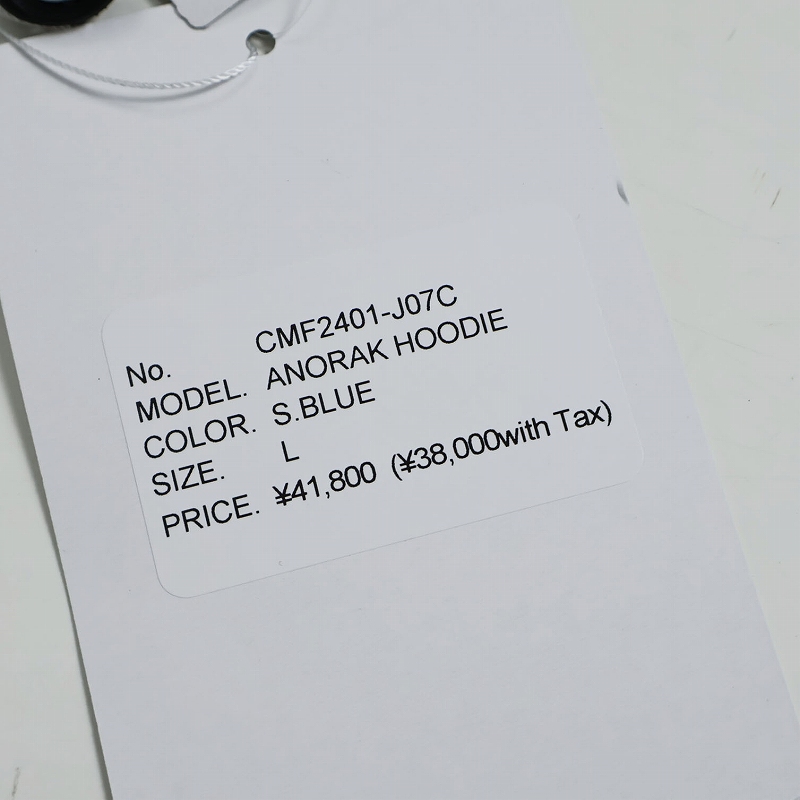 No. CMF2401-J07C
MODEL. ANORAK HOODIE
COLOR. S.BLUE
SIZE. L
PRICE. ¥41,800 (¥38,000with Tax)